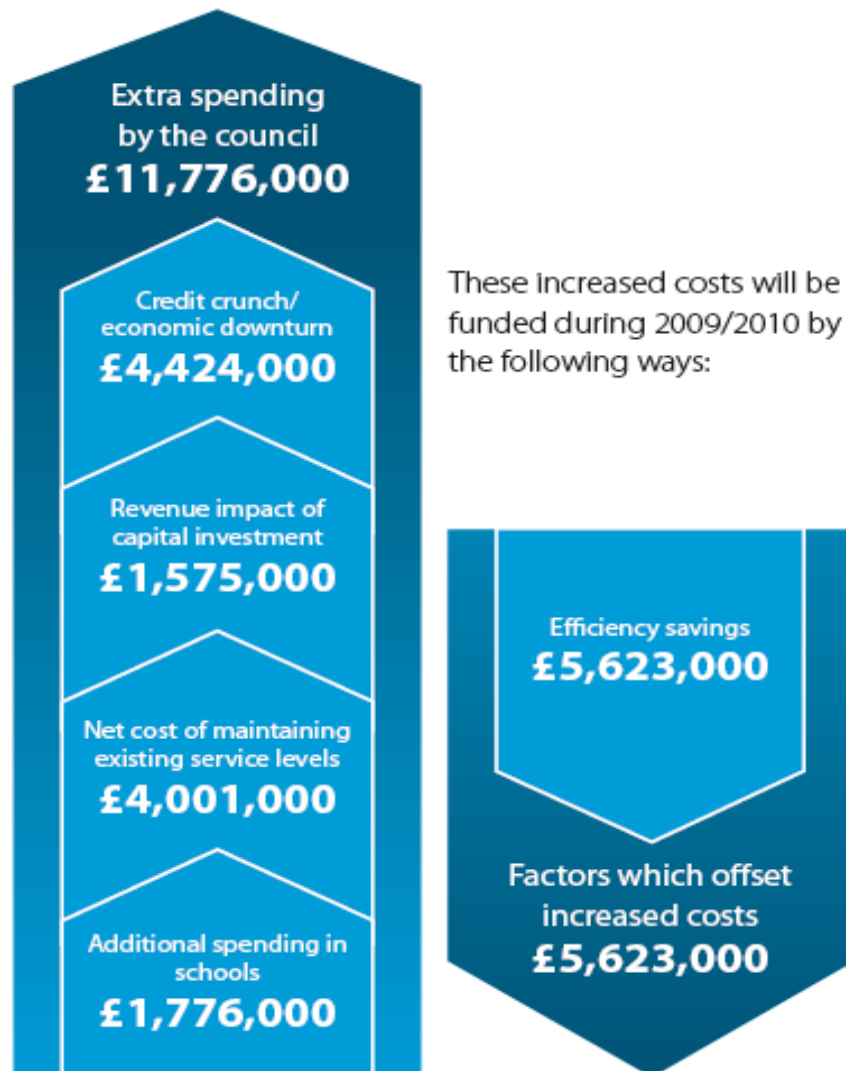 Extra spending
by the council
£11,776,000
Credit crunch/
economic downturn
£4,424,000
Revenue impact of
capital investment
£1,575,000
Net cost of maintaining
existing service levels
£4,001,000
Additional spending in
schools
£1,776,000
These increased costs will be
funded during 2009/2010 by
the following ways:
Efficiency savings
£5,623,000
Factors which offset
increased costs
£5,623,000